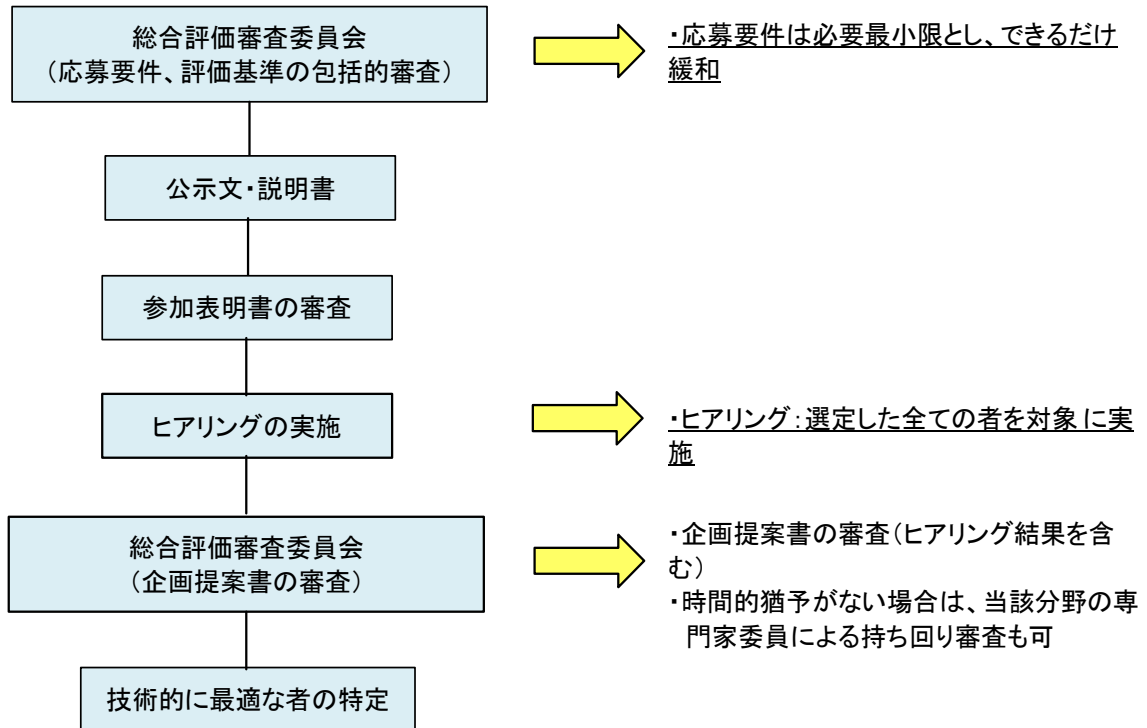 総合評価審査委員会
（応募要件、評価基準の包括的審査）
・応募要件は必要最小限とし、できるだけ
緩和
公示文・説明書
参加表明書の審査
ヒアリングの実施
・ヒアリング：選定した全ての者を対象に実
施
総合評価審査委員会
（企画提案書の審査）
・企画提案書の審査（ヒアリング結果を含
む）
・時間的猶予がない場合は、当該分野の専
門家委員による持ち回り審査も可
技術的に最適な者の特定